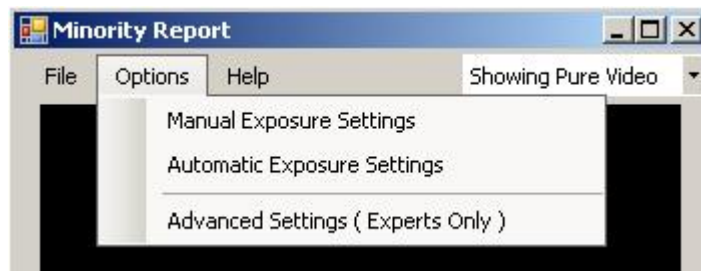 Minority Report
File Options Help Showing Pure Video
Manual Exposure Settings
Automatic Exposure Settings
Advanced Settings ( Experts Only )